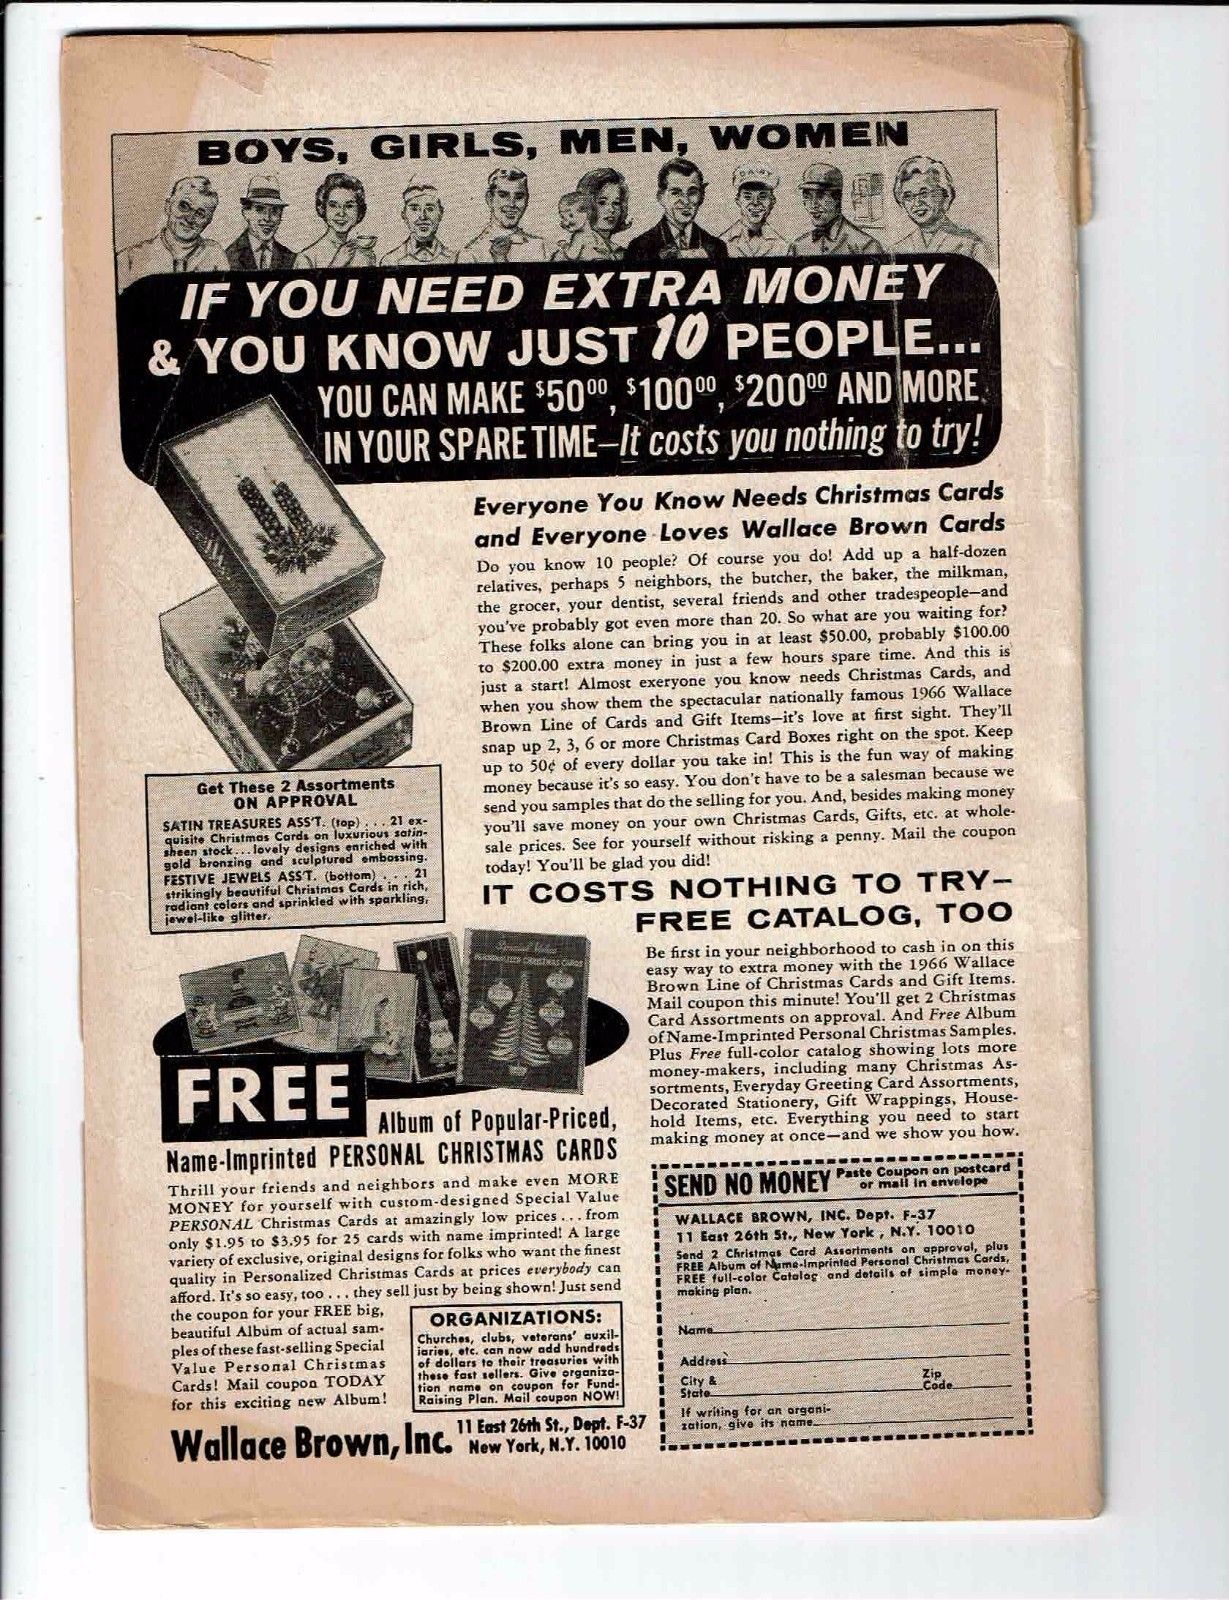 BOYS, GIRLS, MEN, WOMEN
DAIRY
IF YOU NEED EXTRA MONEY
& YOU KNOW JUST 10 PEOPLE...
YOU CAN MAKE $5000, $10000, $20000 AND MORE
IN YOUR SPARE TIME—It costs you nothing to try!
Everyone You Know Needs Christmas Cards
and Everyone Loves Wallace Brown Cards
Do you know 10 people? Of course you do! Add up a half-dozen
relatives, perhaps 5 neighbors, the butcher, the baker, the milkman,
the grocer, your dentist, several friends and other tradespeople—and
you've probably got even more than 20. So what are you waiting for?
These folks alone can bring you in at least $50.00, probably $100.00
to $200.00 extra money in just a few hours spare time. And this is
just a start! Almost exeryone you know needs Christmas Cards, and
when you show them the spectacular nationally famous 1966 Wallace
Brown Line of Cards and Gift Items—it's love at first sight. They'll
snap up 2, 3, 6 or more Christmas Card Boxes right on the spot. Keep
up to 50¢ of every dollar you take in! This is the fun way of making
money because it's so easy. You don't have to be a salesman because we
send you samples that do the selling for you. And, besides making money
you'll save money on your own Christmas Cards, Gifts, etc. at whole-
sale prices. See for yourself without risking a penny. Mail the coupon
today! You'll be glad you did!
Get These 2 Assortments
ON APPROVAL
SATIN TREASURES ASS'T. (top) . . . 21 ex-
quisite Christmas Cards on luxurious satin-
sheen stock...lovely designs enriched with
gold bronzing and sculptured embossing.
FESTIVE JEWELS ASS'T. (bottom) . . . 21
strikingly beautiful Christmas Cards in rich,
radiant colors and sprinkled with sparkling,
jewel-like glitter.
IT COSTS NOTHING TO TRY—
FREE CATALOG, TOO
Be first in your neighborhood to cash in on this
easy way to extra money with the 1966 Wallace
Brown Line of Christmas Cards and Gift Items.
Mail coupon this minute! You'll get 2 Christmas
Card Assortments on approval. And Free Album
of Name-Imprinted Personal Christmas Samples.
Plus Free full-color catalog showing lots more
money-makers, including many Christmas As-
sortments, Everyday Greeting Card Assortments,
Decorated Stationery, Gift Wrappings, House-
hold Items, etc. Everything you need to start
making money at once—and we show you how.
Special Value
PERSONALIZED CHRISTMAS CARDS
FREE
Album of Popular-Priced,
Name-Imprinted PERSONAL CHRISTMAS CARDS
Thrill your friends and neighbors and make even MORE
MONEY for yourself with custom-designed Special Value
PERSONAL Christmas Cards at amazingly low prices . . . from
only $1.95 to $3.95 for 25 cards with name imprinted! A large
variety of exclusive, original designs for folks who want the finest
quality in Personalized Christmas Cards at prices everybody can
afford. It's so easy, too . . . they sell just by being shown! Just send
the coupon for your FREE big,
beautiful Album of actual sam-
ples of these fast-selling Special
Value Personal Christmas
Cards! Mail coupon TODAY
for this exciting new Album!
ORGANIZATIONS:
Churches, clubs, veterans' auxil-
iaries, etc. can now add hundreds
of dollars to their treasuries with
these fast sellers. Give organiza-
tion name on coupon for Fund-
Raising Plan. Mail coupon NOW!
Wallace Brown, Inc. 11 East 26th St., Dept. F-37
New York, N.Y. 10010
SEND NO MONEY Paste Coupon on postcard
or mail in envelope
WALLACE BROWN, INC. Dept. F-37
11 East 26th St., New York , N.Y. 10010
Send 2 Christmas Card Assortments on approval, plus
FREE Album of Name-Imprinted Personal Christmas Cards,
FREE full-color Catalog and details of simple money-
making plan.
Name
Address
City &
State
Zip
Code
If writing for an organi-
zation, give its name